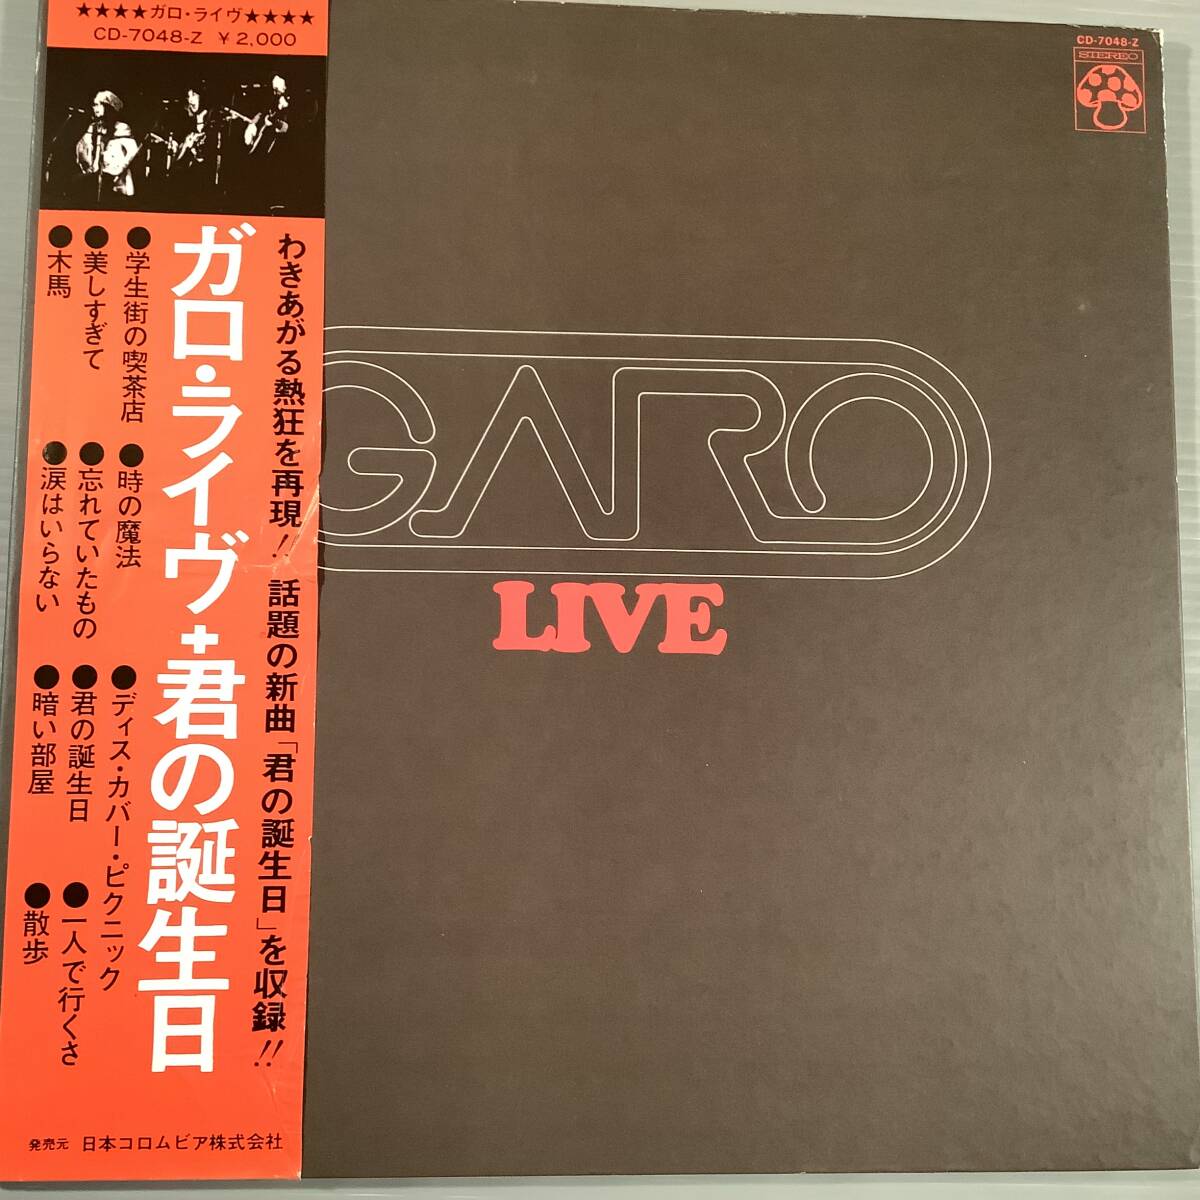 ★★★★ガロ・ライヴ★★★★
CD-7048-Z ¥2,000
わきあがる熱狂を再現!! 話題の新曲「君の誕生日」を収録!!
ガロ・ライヴ+君の誕生日
●学生街の喫茶店
●美しすぎて
●木馬
●時の魔法
●忘れていたもの
●涙はいらない
●ディス・カバー・ピクニック
●君の誕生日
●暗い部屋
●一人で行くさ
●散歩
発売元 日本コロムビア株式会社
CD-7048-Z
STEREO
GARO
LIVE